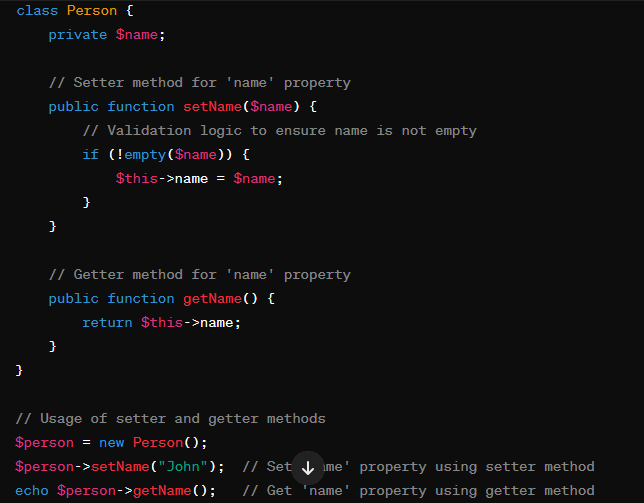 class Person {
    private $name;

    // Setter method for 'name' property
    public function setName($name) {
        // Validation logic to ensure name is not empty
        if (!empty($name)) {
            $this->name = $name;
        }
    }

    // Getter method for 'name' property
    public function getName() {
        return $this->name;
    }
}

// Usage of setter and getter methods
$person = new Person();
$person->setName("John");  // Set me' property using setter method
echo $person->getName();   // Get 'name' property using getter method